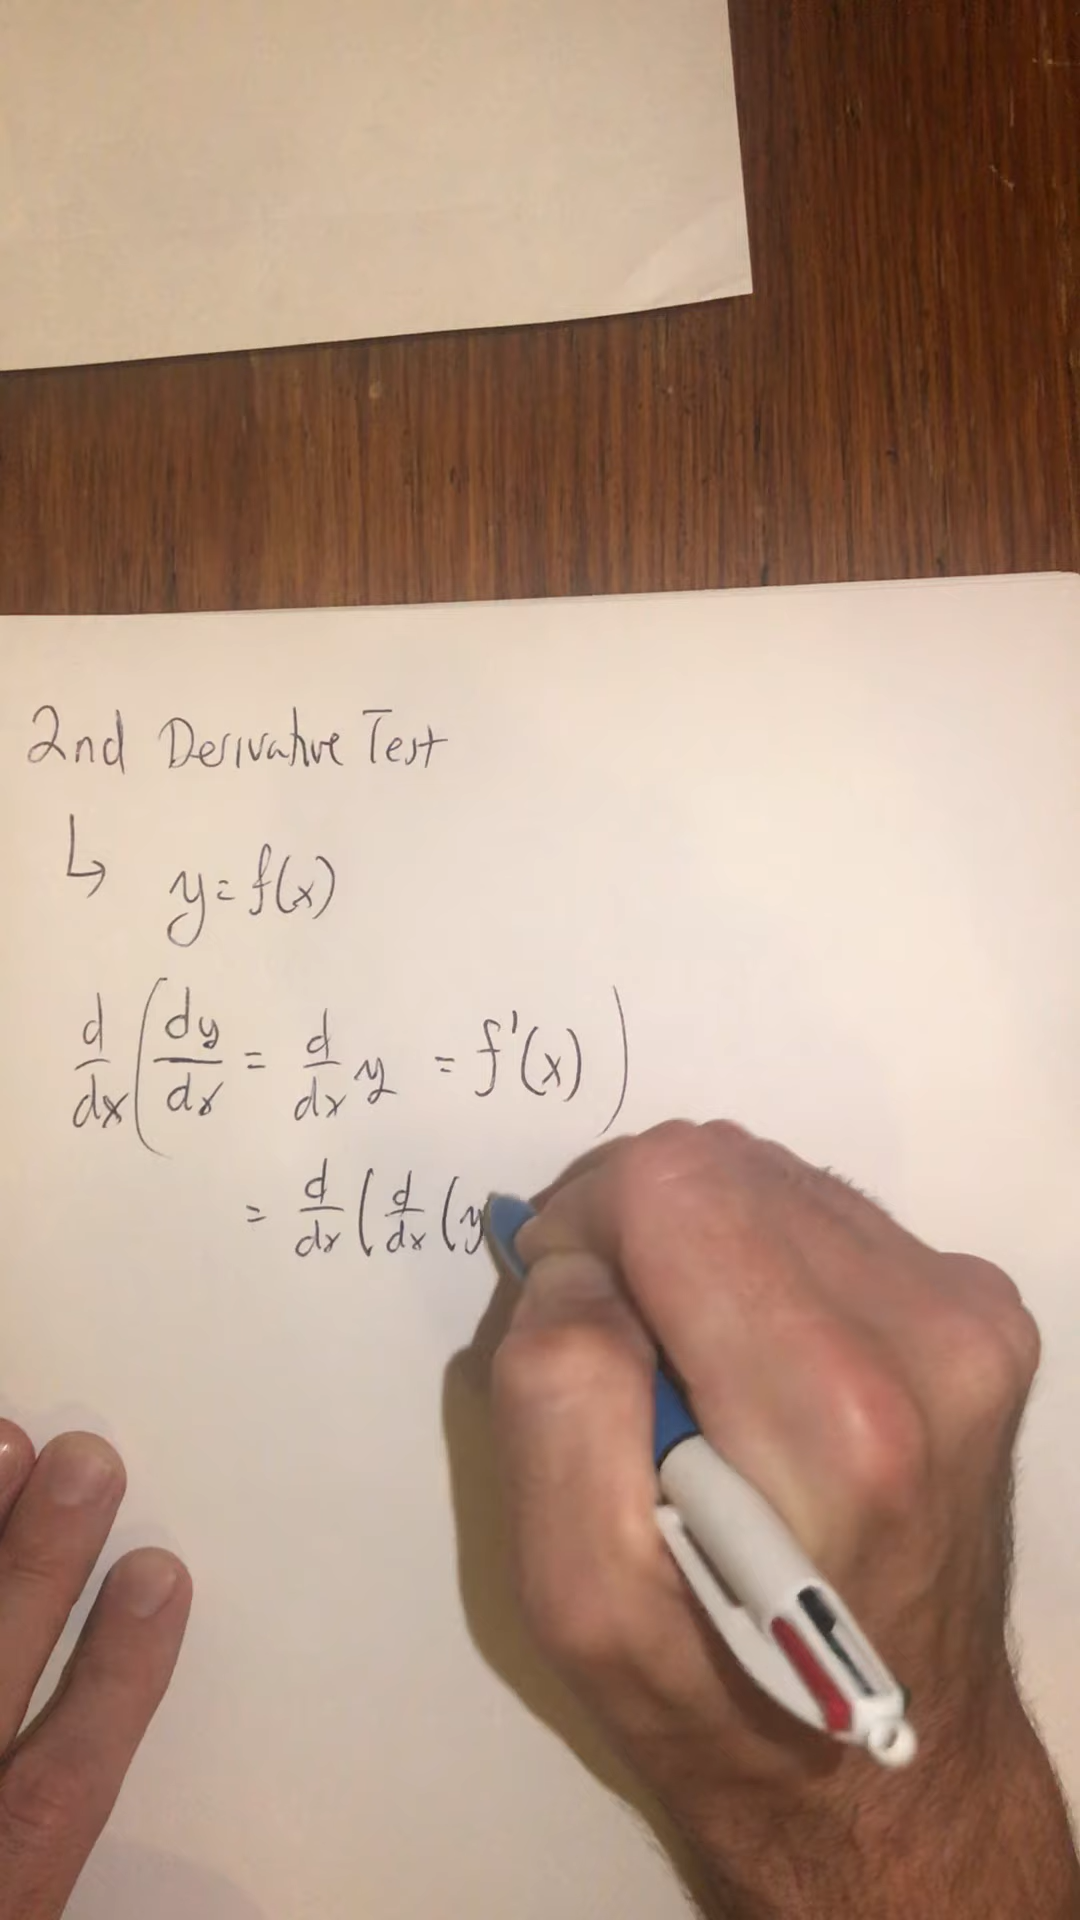 2nd Derivative Test
↳ y = f(x)
d/dx ( dy/dx = d/dx y = f'(x) )
= d/dx ( d/dx ( y